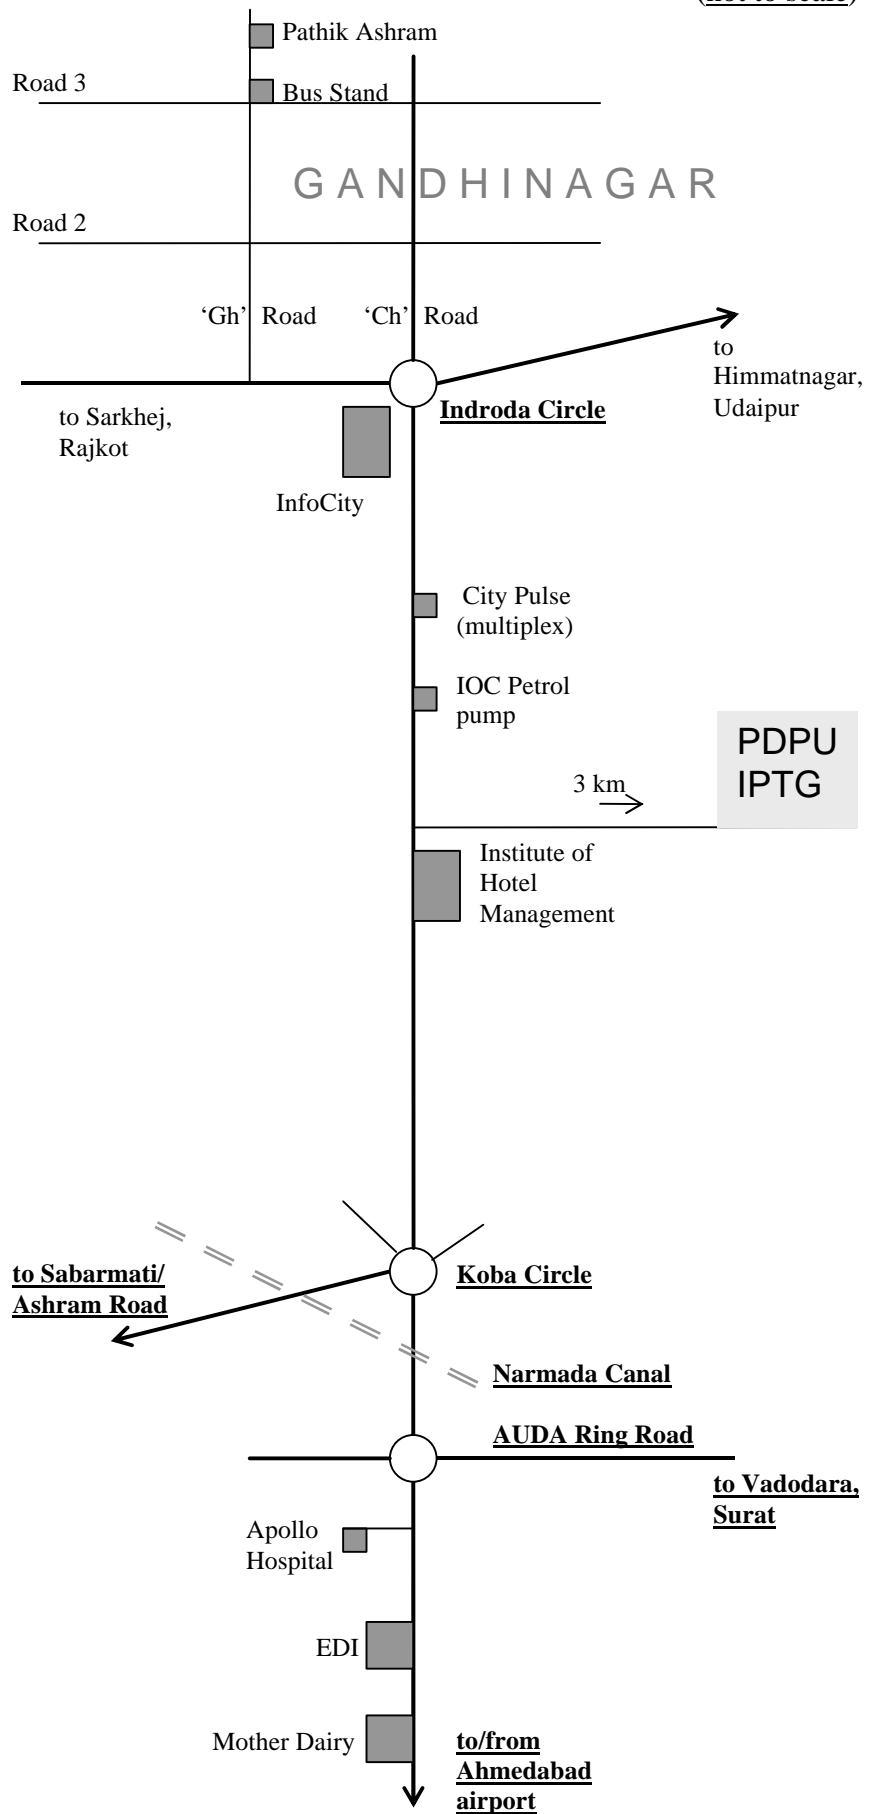 (not to scale)
Pathik Ashram
Road 3
Bus Stand
GANDHINAGAR
Road 2
‘Gh’ Road
‘Ch’ Road
to
Himmatnagar,
Udaipur
Indroda Circle
to Sarkhej,
Rajkot
InfoCity
City Pulse
(multiplex)
IOC Petrol
pump
PDPU
IPTG
3 km
Institute of
Hotel
Management
to Sabarmati/
Ashram Road
Koba Circle
Narmada Canal
AUDA Ring Road
to Vadodara,
Surat
Apollo
Hospital
EDI
Mother Dairy
to/from
Ahmedabad
airport